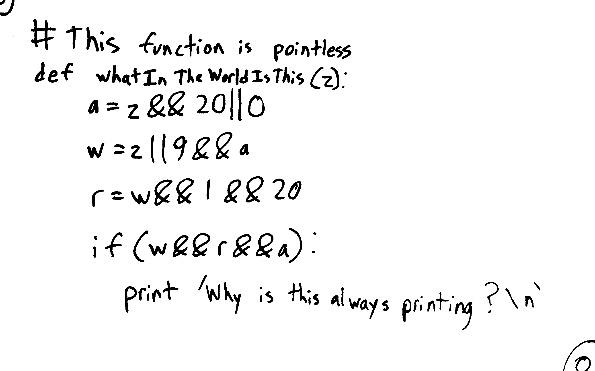 # This function is pointless
def whatInTheWorldIsThis(z):
a = z && 20||0
w = z||9 && a
r = w && 1 && 20
if (w&&r&&a):
print 'Why is this always printing?\n'